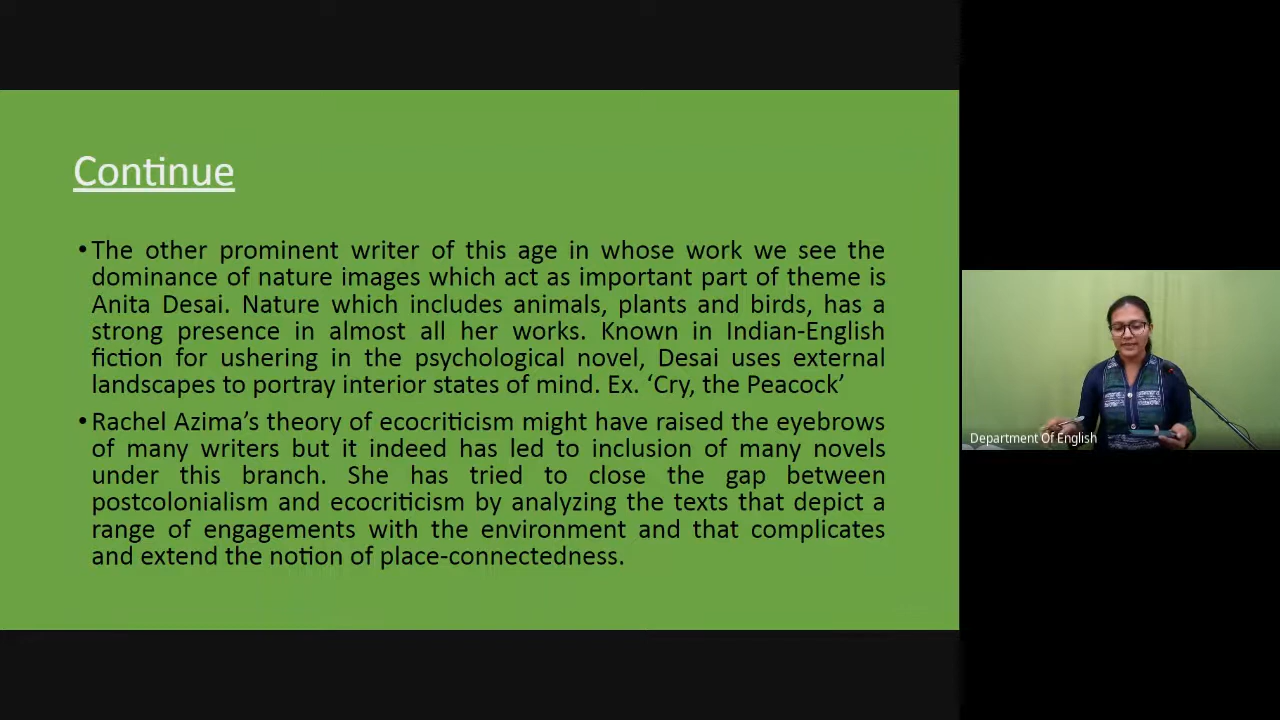 Continue
•The other prominent writer of this age in whose work we see the
dominance of nature images which act as important part of theme is
Anita Desai. Nature which includes animals, plants and birds, has a
strong presence in almost all her works. Known in Indian-English
fiction for ushering in the psychological novel, Desai uses external
landscapes to portray interior states of mind. Ex. ‘Cry, the Peacock’
•Rachel Azima’s theory of ecocriticism might have raised the eyebrows
of many writers but it indeed has led to inclusion of many novels
under this branch. She has tried to close the gap between
postcolonialism and ecocriticism by analyzing the texts that depict a
range of engagements with the environment and that complicates
and extend the notion of place-connectedness.
Department Of English